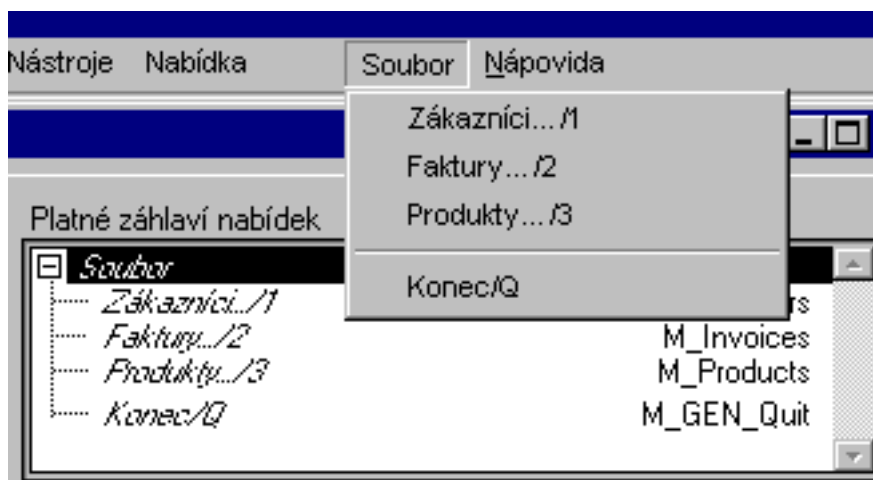 Nástroje Nabídka Soubor Nápovida
Zákazníci... /1
Faktury... /2
Produkty... /3
Konec/Q
Platné záhlaví nabídek
Soubor
Zákazníci.../1 rs
Faktury.../2 M_Invoices
Produkty.../3 M_Products
Konec/Q M_GEN_Quit